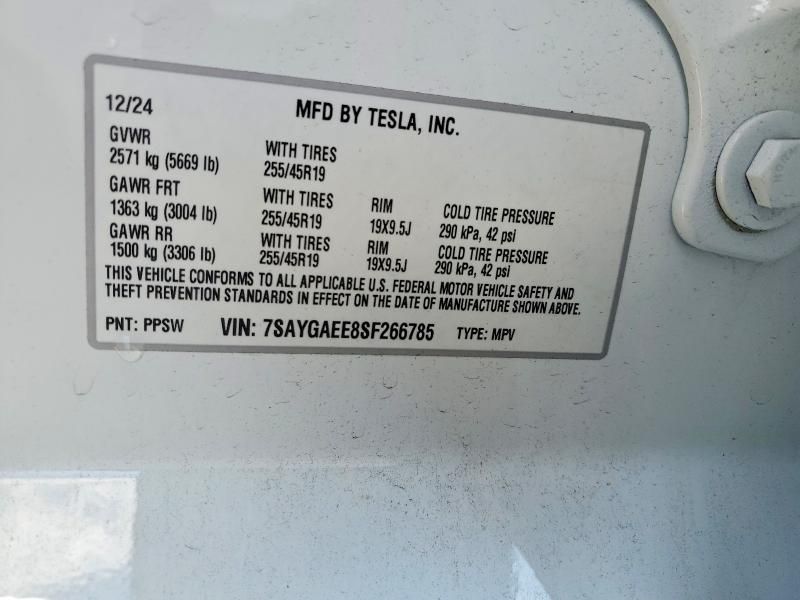 12/24 MFD BY TESLA, INC.
GVWR
2571 kg (5669 lb) WITH TIRES 255/45R19
GAWR FRT
1363 kg (3004 lb) WITH TIRES 255/45R19 RIM 19X9.5J COLD TIRE PRESSURE 290 kPa, 42 psi
GAWR RR
1500 kg (3306 lb) WITH TIRES 255/45R19 RIM 19X9.5J COLD TIRE PRESSURE 290 kPa, 42 psi
THIS VEHICLE CONFORMS TO ALL APPLICABLE U.S. FEDERAL MOTOR VEHICLE SAFETY AND
THEFT PREVENTION STANDARDS IN EFFECT ON THE DATE OF MANUFACTURE SHOWN ABOVE.
PNT: PPSW VIN: 7SAYGAEE8SF266785 TYPE: MPV